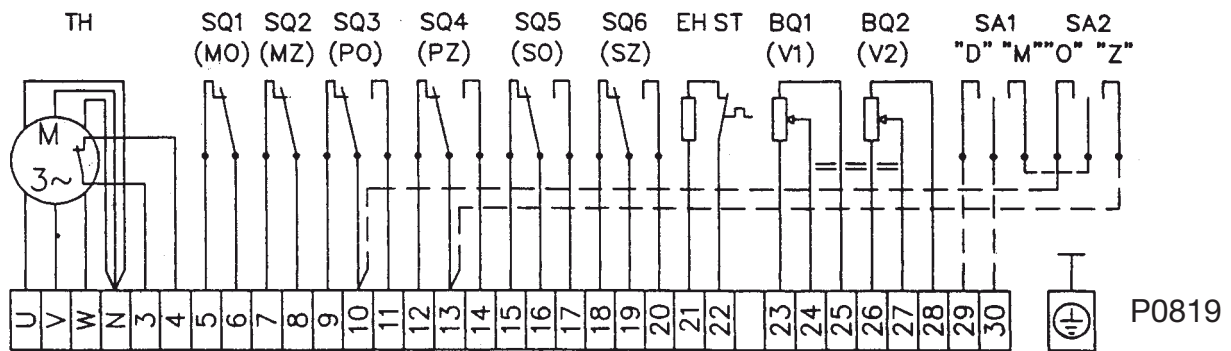 TH SQ1 SQ2 SQ3 SQ4 SQ5 SQ6 EH ST BQ1 BQ2 SA1 SA2
(MO) (MZ) (PO) (PZ) (SO) (SZ) (V1) (V2) "D" "M" "O" "Z"
M
3~
U V W N 3 4 5 6 7 8 9 10 11 12 13 14 15 16 17 18 19 20 21 22 23 24 25 26 27 28 29 30
P0819